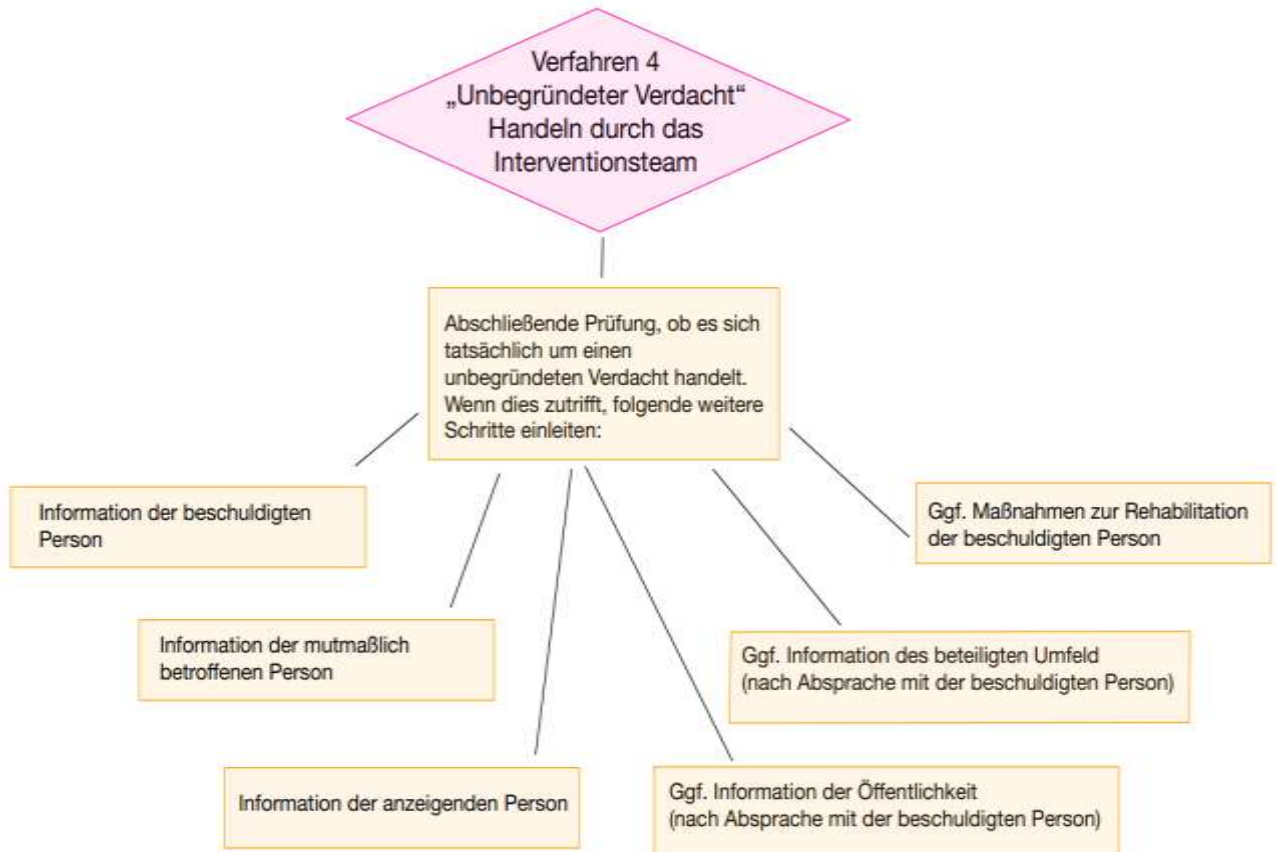 Verfahren 4
„Unbegründeter Verdacht“
Handeln durch das
Interventionsteam
Abschließende Prüfung, ob es sich
tatsächlich um einen
unbegründeten Verdacht handelt.
Wenn dies zutrifft, folgende weitere
Schritte einleiten:
Information der beschuldigten
Person
Ggf. Maßnahmen zur Rehabilitation
der beschuldigten Person
Information der mutmaßlich
betroffenen Person
Ggf. Information des beteiligten Umfeld
(nach Absprache mit der beschuldigten Person)
Information der anzeigenden Person
Ggf. Information der Öffentlichkeit
(nach Absprache mit der beschuldigten Person)